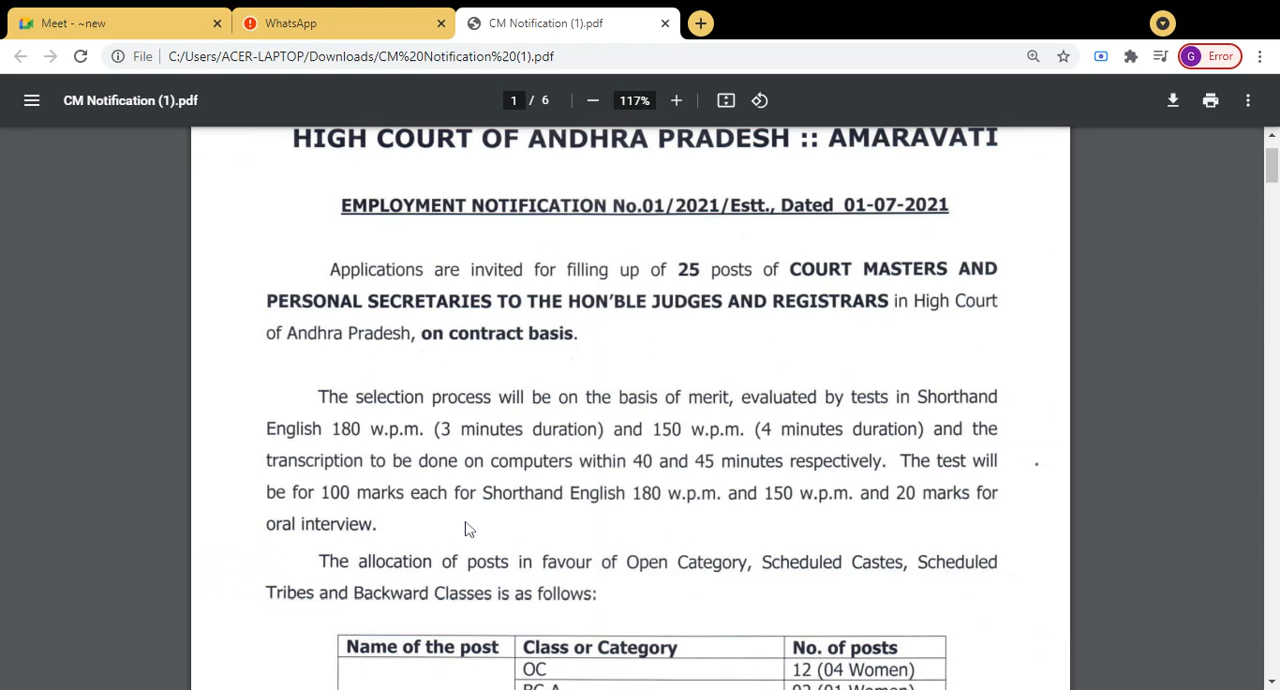 Meet - ~new
WhatsApp
CM Notification (1).pdf
File
C:/Users/ACER-LAPTOP/Downloads/CM%20Notification%20(1).pdf
G Error
CM Notification (1).pdf
1 / 6
117%
HIGH COURT OF ANDHRA PRADESH :: AMARAVATI
EMPLOYMENT NOTIFICATION No.01/2021/Estt., Dated 01-07-2021
Applications are invited for filling up of 25 posts of COURT MASTERS AND
PERSONAL SECRETARIES TO THE HON'BLE JUDGES AND REGISTRARS in High Court
of Andhra Pradesh, on contract basis.
The selection process will be on the basis of merit, evaluated by tests in Shorthand
English 180 w.p.m. (3 minutes duration) and 150 w.p.m. (4 minutes duration) and the
transcription to be done on computers within 40 and 45 minutes respectively. The test will
be for 100 marks each for Shorthand English 180 w.p.m. and 150 w.p.m. and 20 marks for
oral interview.
The allocation of posts in favour of Open Category, Scheduled Castes, Scheduled
Tribes and Backward Classes is as follows:
Name of the post Class or Category No. of posts
OC 12 (04 Women)